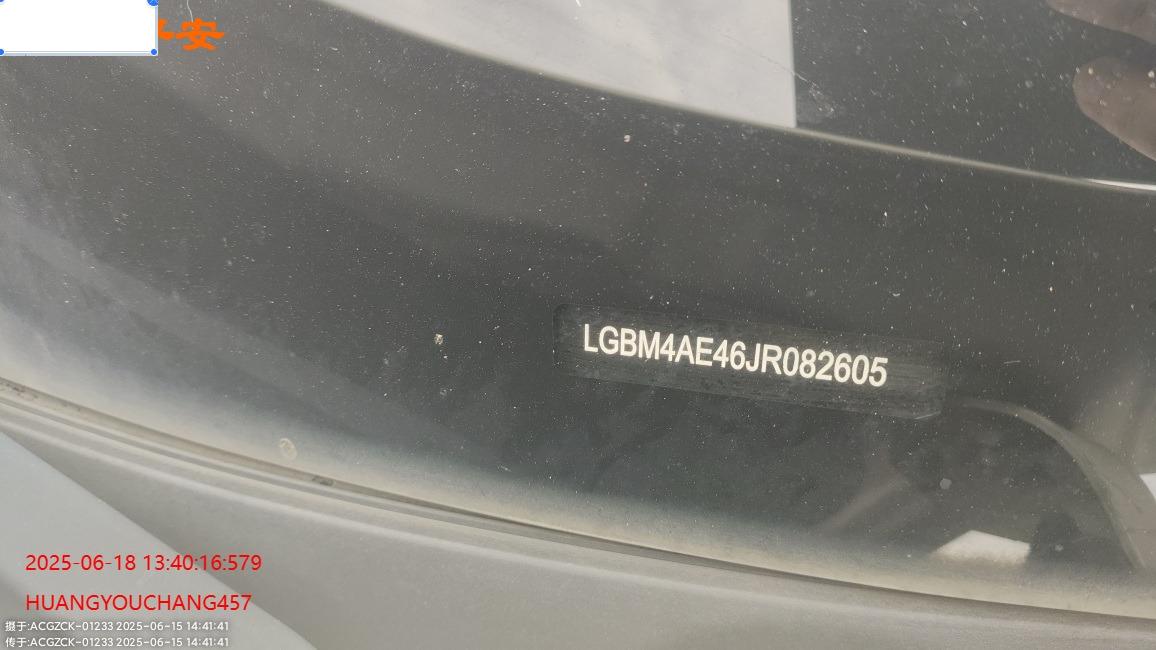 安
LGBM4AE46JR082605
2025-06-18 13:40:16:579
HUANGYOUCHANG457
摄于:ACGZCK-01233 2025-06-15 14:41:41
传于:ACGZCK-01233 2025-06-15 14:41:41